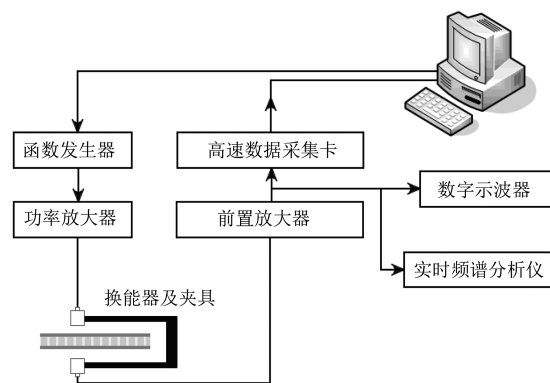 函数发生器
高速数据采集卡
功率放大器
前置放大器
数字示波器
实时频谱分析仪
换能器及夹具